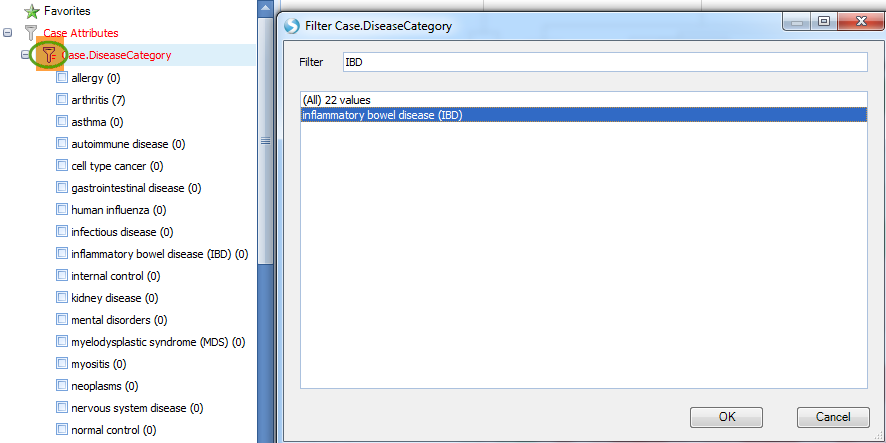 Favorites
Case Attributes
Case.DiseaseCategory
allergy (0)
arthritis (7)
asthma (0)
autoimmune disease (0)
cell type cancer (0)
gastrointestinal disease (0)
human influenza (0)
infectious disease (0)
inflammatory bowel disease (IBD) (0)
internal control (0)
kidney disease (0)
mental disorders (0)
myelodysplastic syndrome (MDS) (0)
myositis (0)
neoplasms (0)
nervous system disease (0)
normal control (0)
Filter Case.DiseaseCategory
Filter IBD
(All) 22 values
inflammatory bowel disease (IBD)
OK Cancel